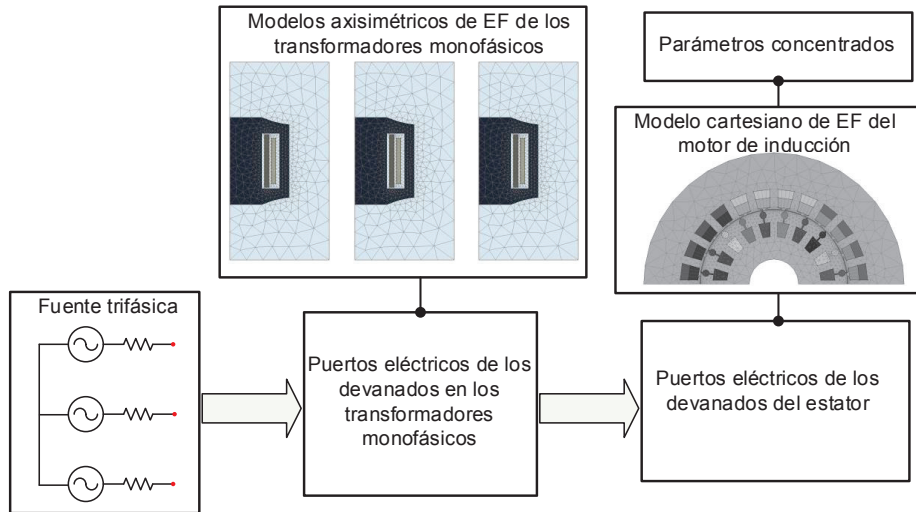 Modelos axisimétricos de EF de los
transformadores monofásicos
Parámetros concentrados
Modelo cartesiano de EF del
motor de inducción
Fuente trifásica
Puertos eléctricos de los
devanados en los
transformadores
monofásicos
Puertos eléctricos de los
devanados del estator